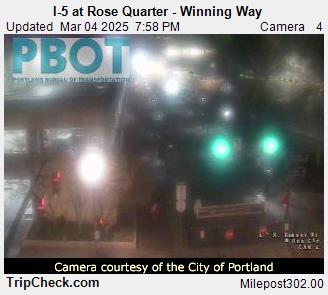 I-5 at Rose Quarter - Winning Way
Updated Mar 04 2025 7:58 PM Camera 4
PBOT
PORTLAND BUREAU OF TRANSPORTATION
Camera courtesy of the City of Portland
TripCheck.com Milepost302.00